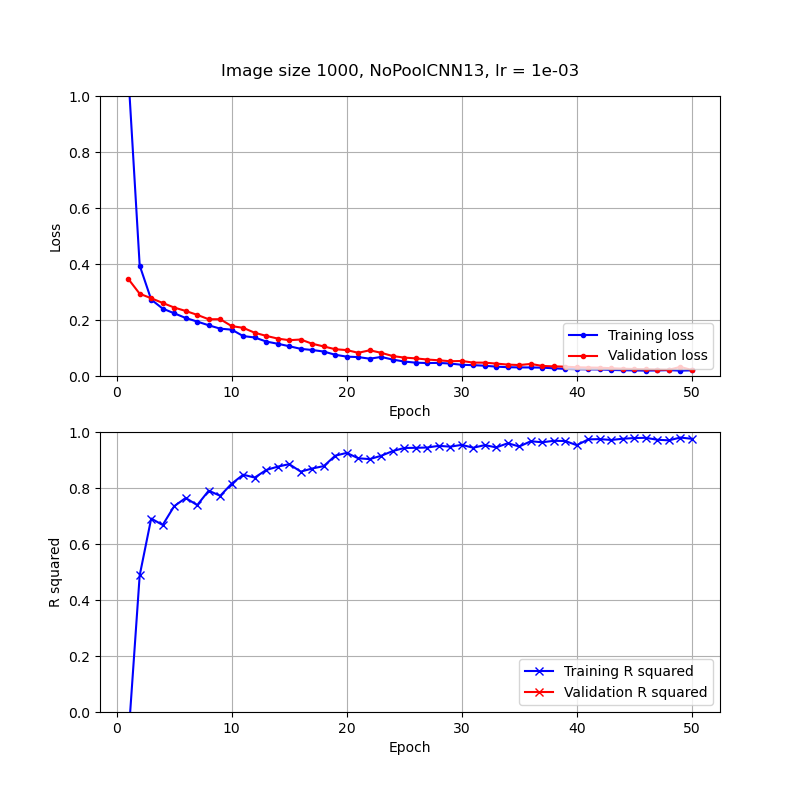 Image size 1000, NoPoolCNN13, lr = 1e-03
1.0
0.8
0.6
0.4
0.2
0.0
Loss
Training loss
Validation loss
0 10 20 30 40 50
Epoch
1.0
0.8
0.6
0.4
0.2
0.0
R squared
Training R squared
Validation R squared
0 10 20 30 40 50
Epoch